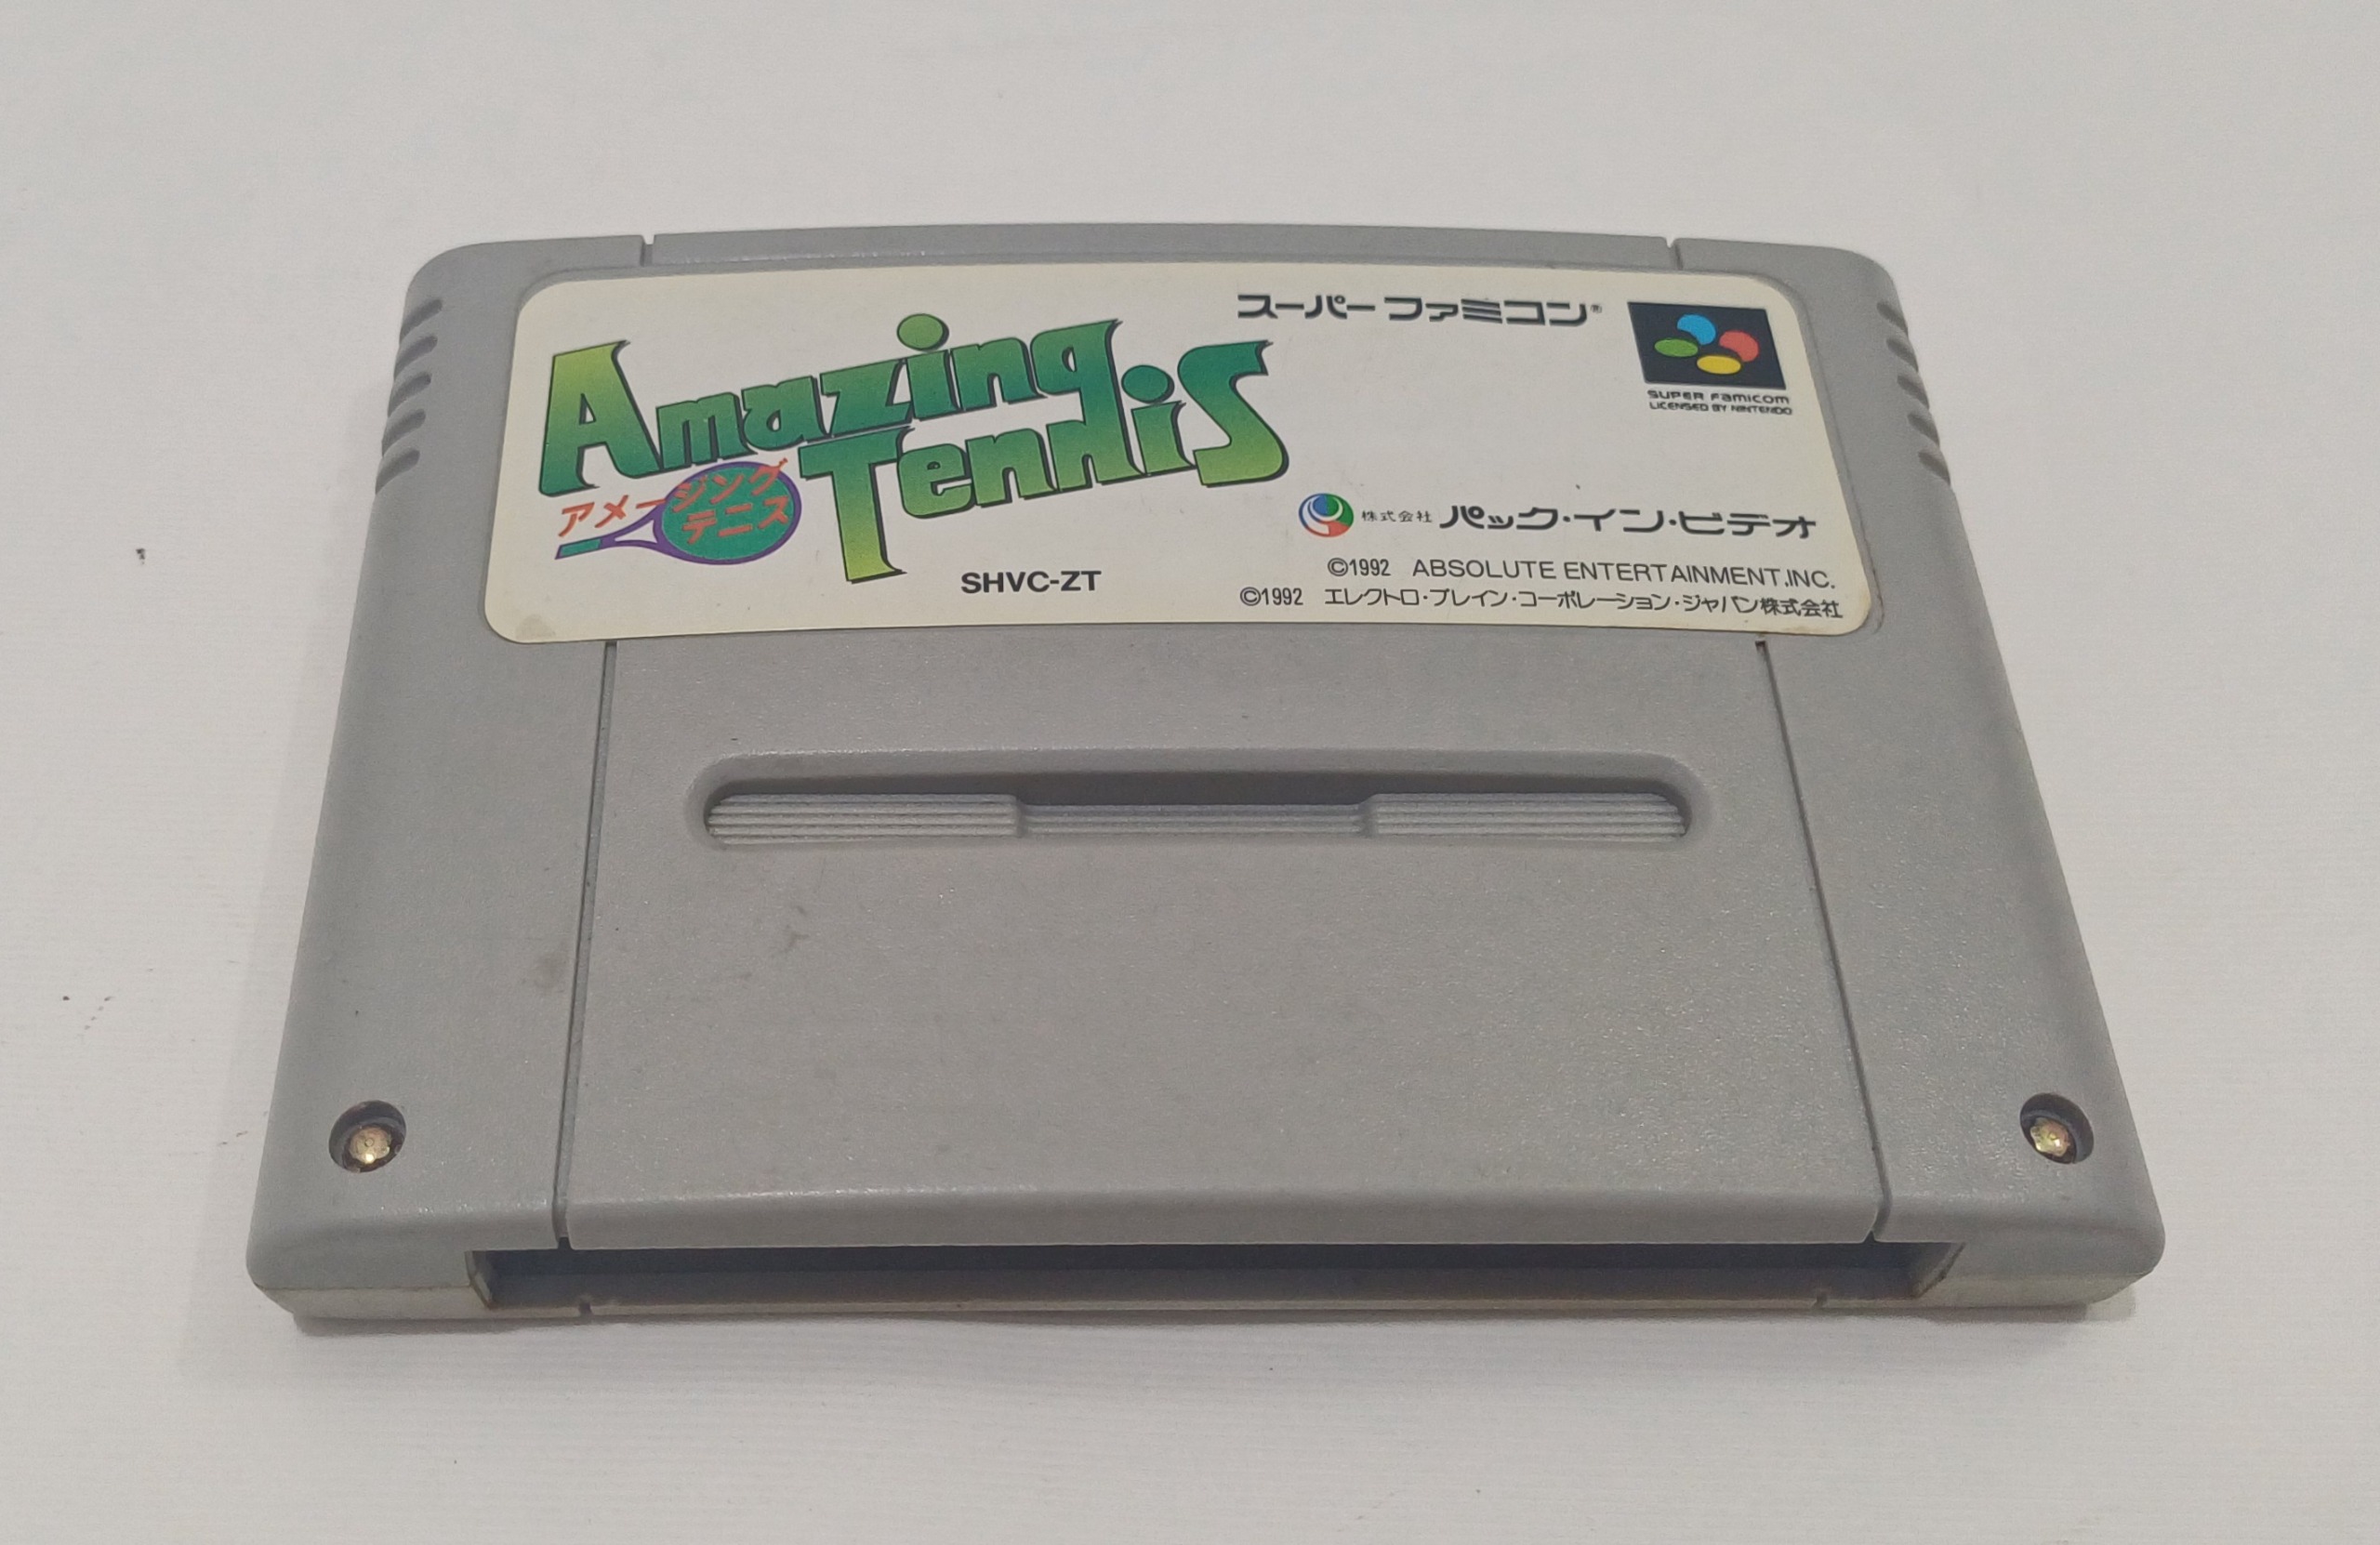 スーパーファミコン®
Amazing
Tennis
アメージング
テニス
SUPER FAMICOM
LICENSED BY NINTENDO
株式会社 パック・イン・ビデオ
SHVC-ZT
©1992 ABSOLUTE ENTERTAINMENT,INC.
©1992 エレクトロ・ブレイン・コーポレーション・ジャパン株式会社